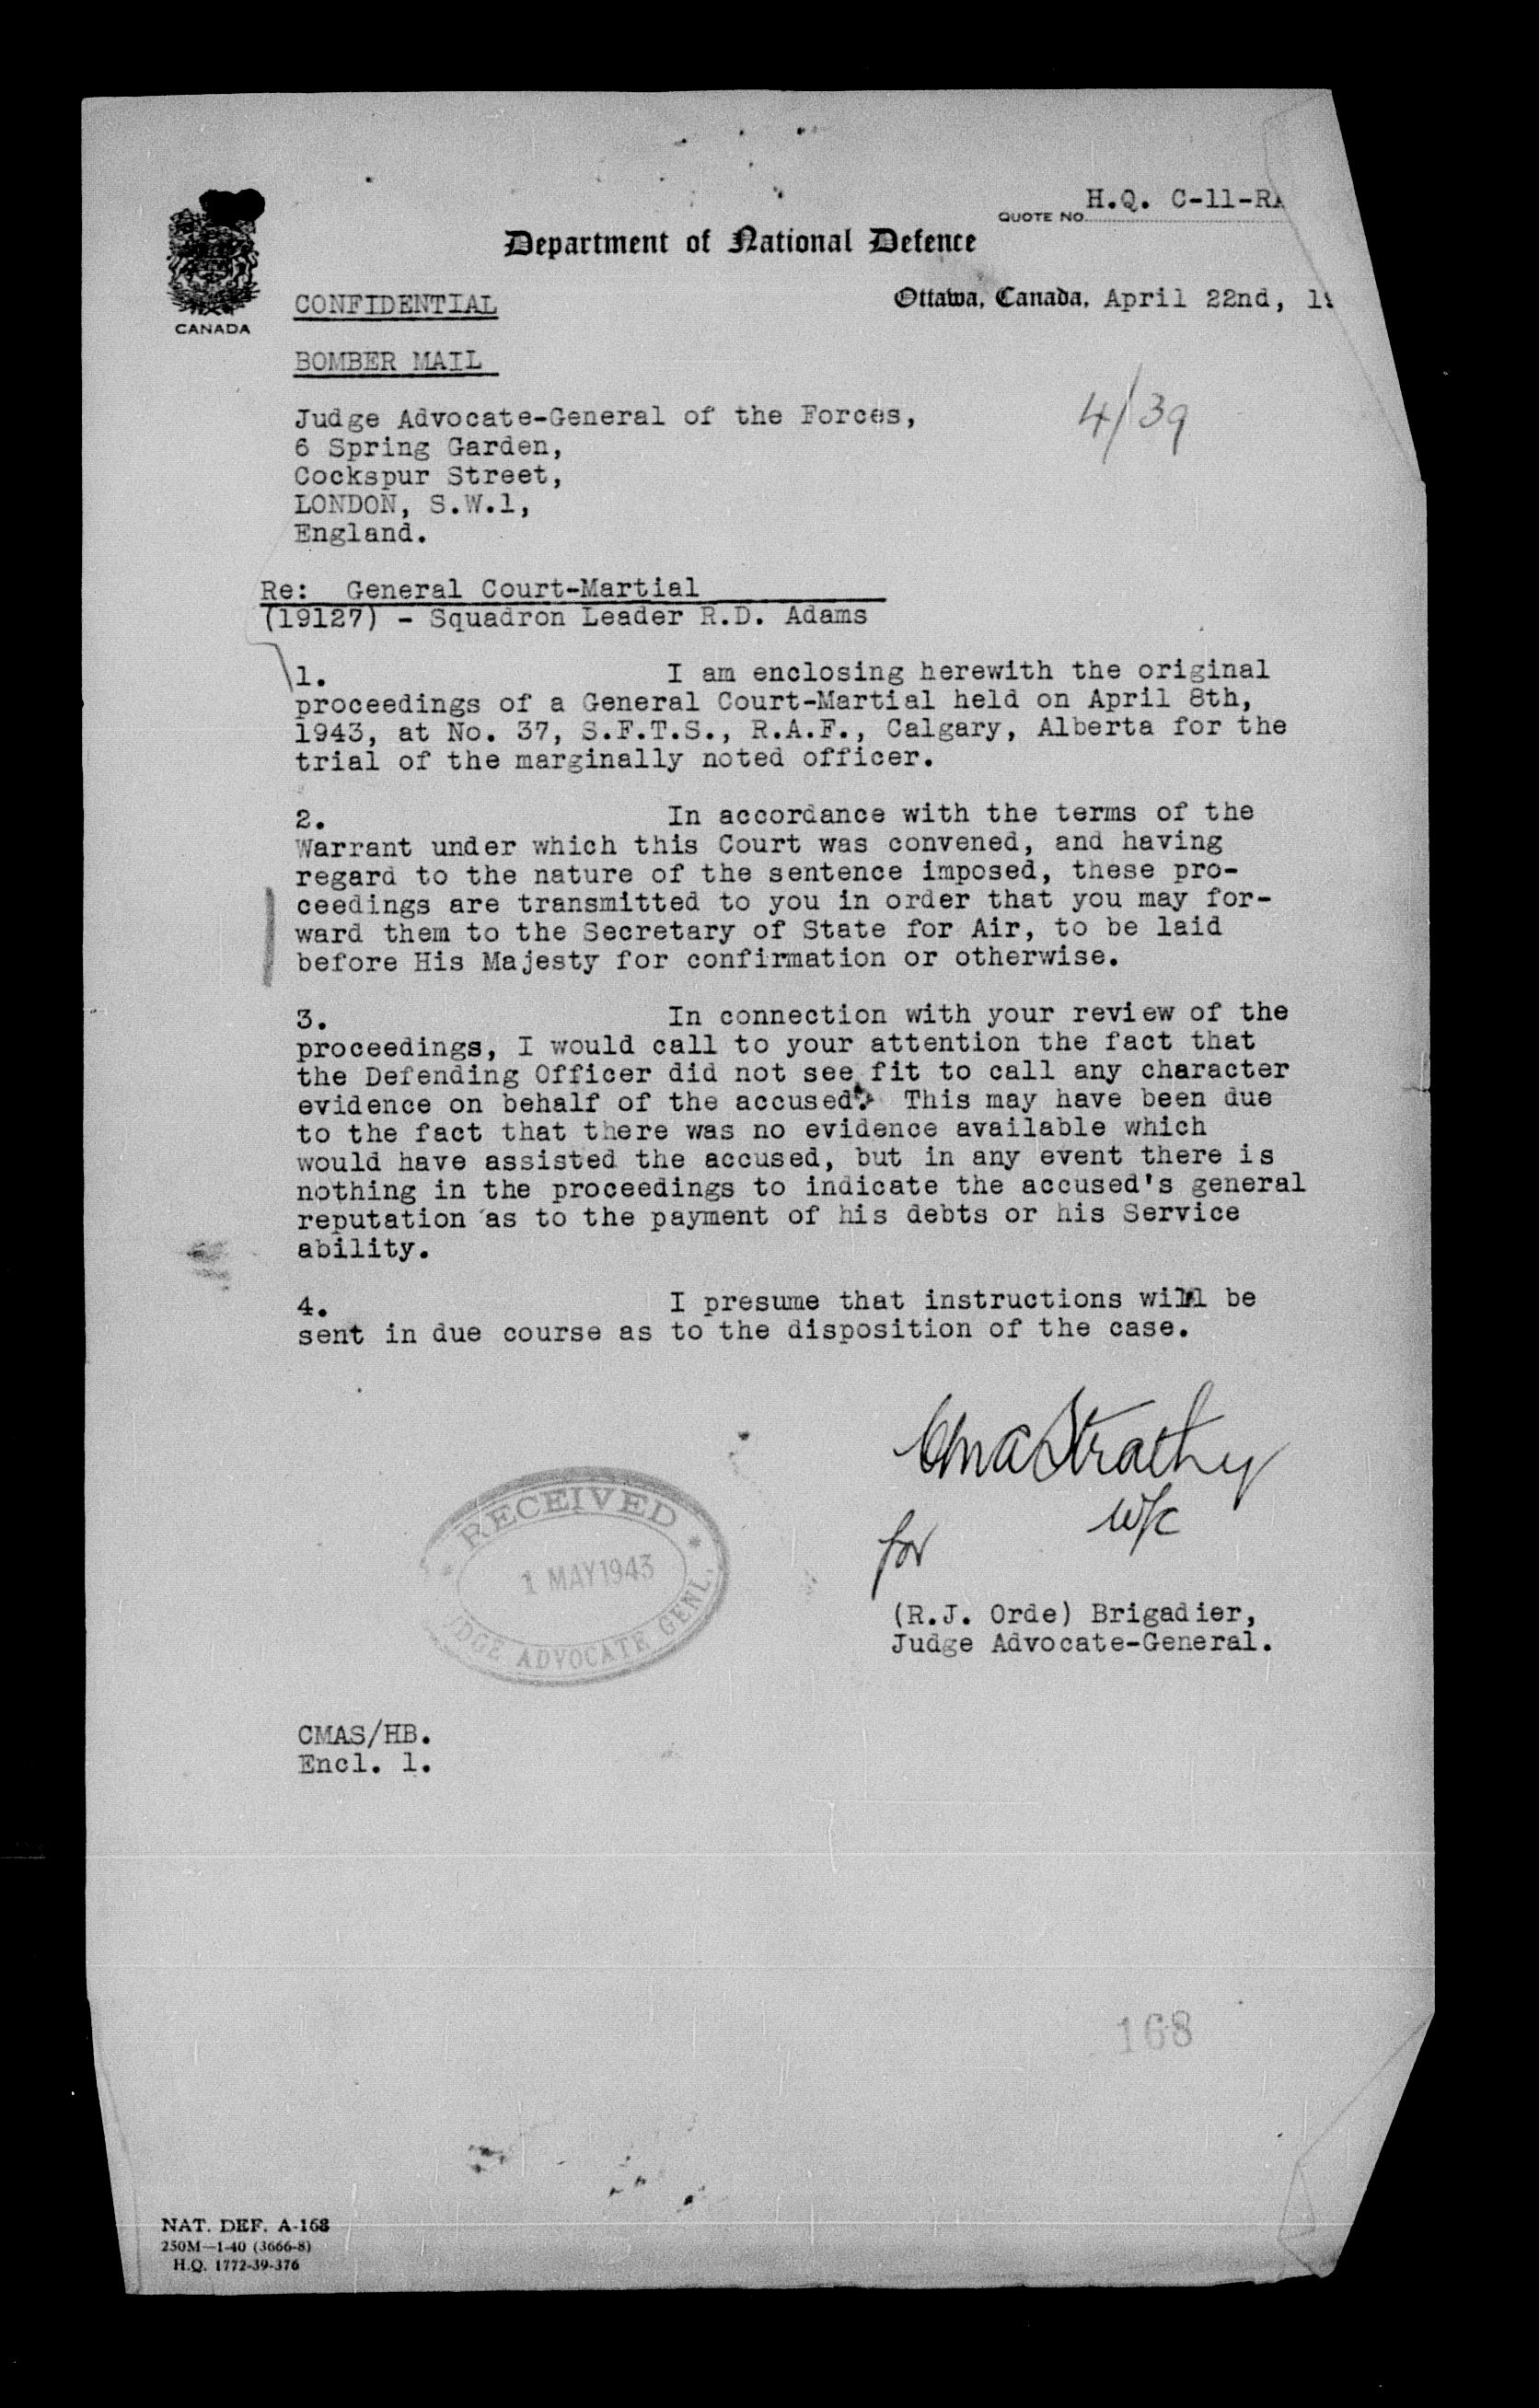 H.Q. C-11-
QUOTE NO.
Department of National Defence
CANADA
CONFIDENTIAL
Ottawa, Canada, April 22nd,
BOMBER MAIL
4/39
Judge Advocate-General of the Forces,
6 Spring Garden,
Cockspur Street,
LONDON, S.W.1,
England.
Re: General Court-Martial
(19127) - Squadron Leader R.D. Adams
1. I am enclosing herewith the original
proceedings of a General Court-Martial held on April 8th,
1943, at No. 37, S.F.T.S., R.A.F., Calgary, Alberta for the
trial of the marginally noted officer.
2. In accordance with the terms of the
Warrant under which this Court was convened, and having
regard to the nature of the sentence imposed, these pro-
ceedings are transmitted to you in order that you may for-
ward them to the Secretary of State for Air, to be laid
before His Majesty for confirmation or otherwise.
3. In connection with your review of the
proceedings, I would call to your attention the fact that
the Defending Officer did not see fit to call any character
evidence on behalf of the accused. This may have been due
to the fact that there was no evidence available which
would have assisted the accused, but in any event there is
nothing in the proceedings to indicate the accused's general
reputation as to the payment of his debts or his Service
ability.
4. I presume that instructions will be
sent in due course as to the disposition of the case.
CMAStrathy
W/C
for
(R.J. Orde) Brigadier,
Judge Advocate-General.
RECEIVED
1 MAY 1943
DGE ADVOCATE GENL.
CMAS/HB.
Encl. 1.
168
NAT. DEF. A-168
250M—1-40 (3666-8)
H.Q. 1772-39-376